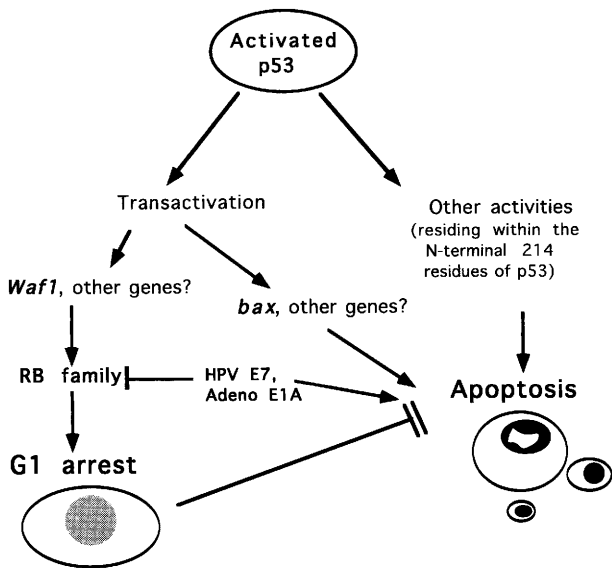 Activated
p53
Transactivation
Other activities
(residing within the
N-terminal 214
residues of p53)
Waf1, other genes?
bax, other genes?
RB family
HPV E7,
Adeno E1A
Apoptosis
G1 arrest